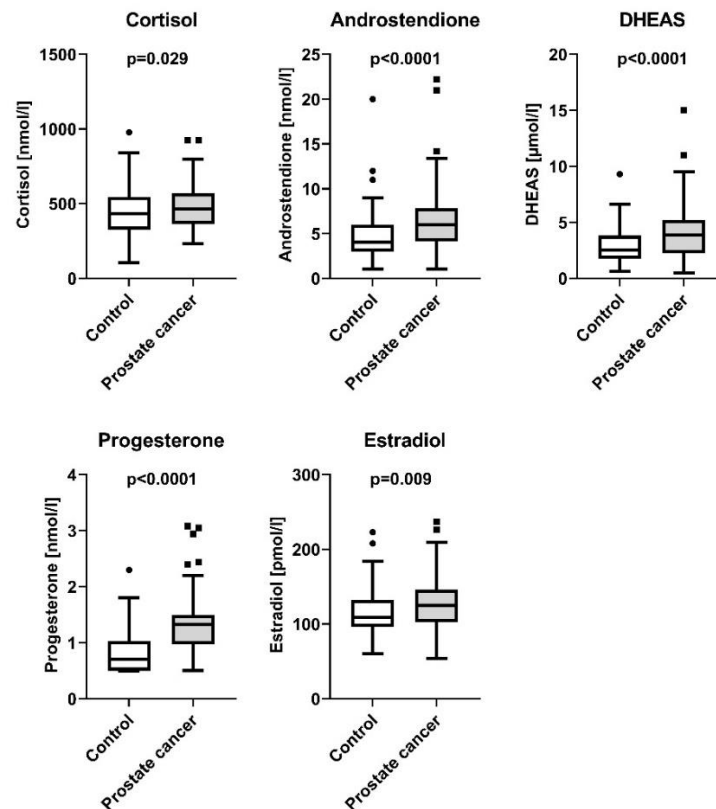 Cortisol
p=0.029
Cortisol [nmol/l]
1500
1000
500
0
Control
Prostate cancer
Androstendione
p<0.0001
Androstendione [nmol/l]
25
20
15
10
5
0
Control
Prostate cancer
DHEAS
p<0.0001
DHEAS [µmol/l]
20
15
10
5
0
Control
Prostate cancer
Progesterone
p<0.0001
Progesterone [nmol/l]
4
3
2
1
0
Control
Prostate cancer
Estradiol
p=0.009
Estradiol [pmol/l]
300
200
100
0
Control
Prostate cancer